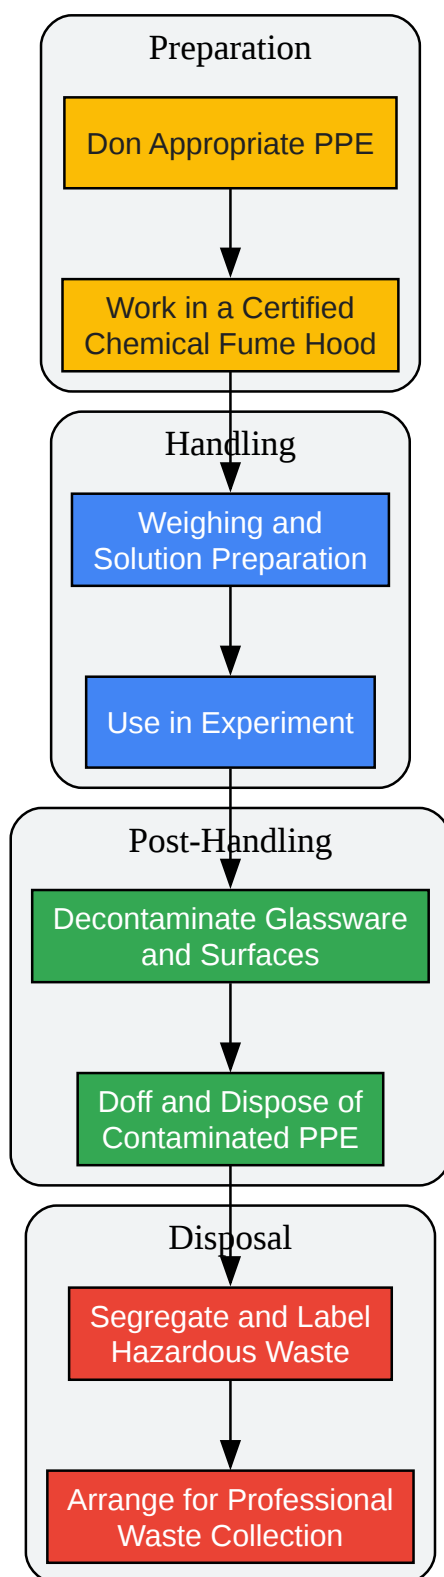 Preparation
Don Appropriate PPE
Work in a Certified
Chemical Fume Hood
Handling
Weighing and
Solution Preparation
Use in Experiment
Post-Handling
Decontaminate Glassware
and Surfaces
Doff and Dispose of
Contaminated PPE
Disposal
Segregate and Label
Hazardous Waste
Arrange for Professional
Waste Collection